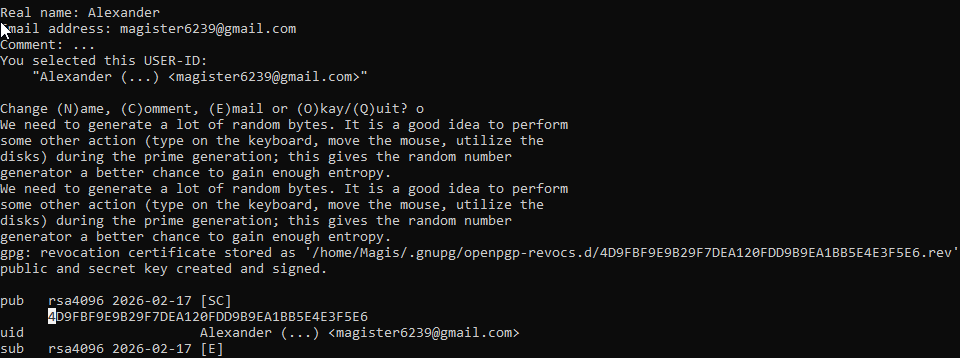 Real name: Alexander
Email address: magister6239@gmail.com
Comment: ...
You selected this USER-ID:
    "Alexander (...) <magister6239@gmail.com>"

Change (N)ame, (C)omment, (E)mail or (O)kay/(Q)uit? o
We need to generate a lot of random bytes. It is a good idea to perform
some other action (type on the keyboard, move the mouse, utilize the
disks) during the prime generation; this gives the random number
generator a better chance to gain enough entropy.
We need to generate a lot of random bytes. It is a good idea to perform
some other action (type on the keyboard, move the mouse, utilize the
disks) during the prime generation; this gives the random number
generator a better chance to gain enough entropy.
gpg: revocation certificate stored as '/home/Magis/.gnupg/openpgp-revocs.d/4D9FBF9E9B29F7DEA120FDD9B9EA1BB5E4E3F5E6.rev'
public and secret key created and signed.

pub   rsa4096 2026-02-17 [SC]
      4D9FBF9E9B29F7DEA120FDD9B9EA1BB5E4E3F5E6
uid                      Alexander (...) <magister6239@gmail.com>
sub   rsa4096 2026-02-17 [E]